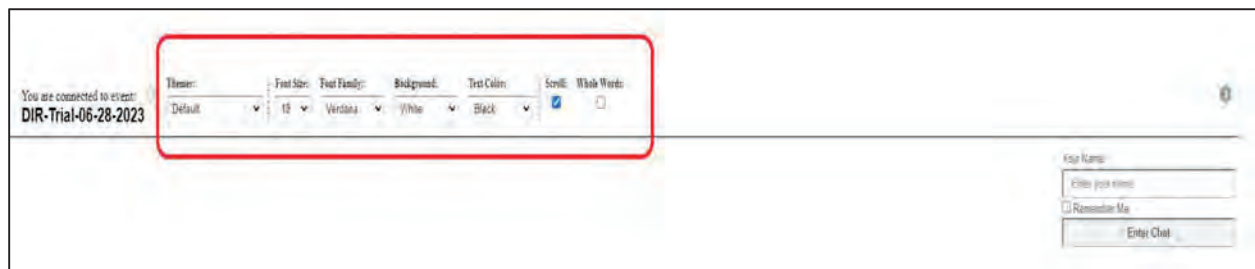 You are connected to event:
DIR-Trial-06-28-2023
Theme: Font Size: Font Family: Background: Text Color: Scroll: Whole Words:
Default Verdana White Black
Your Name:
Enter your name
Remember Me
Enter Chat